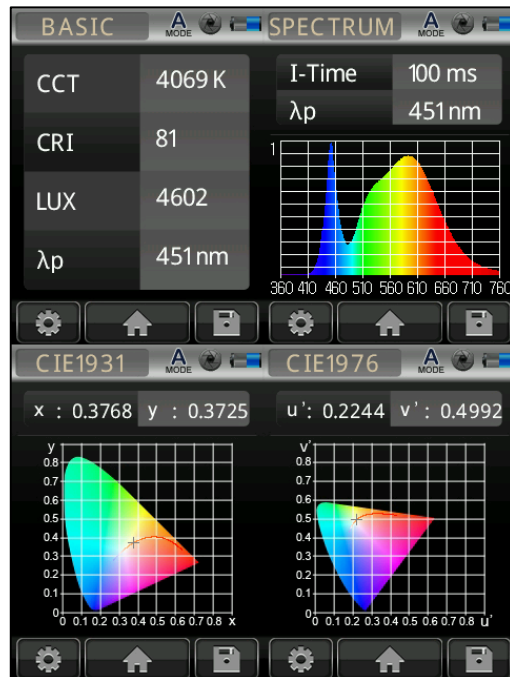 BASIC
A
MODE
CCT 4069 K
CRI 81
LUX 4602
λp 451nm
SPECTRUM
A
MODE
I-Time 100 ms
λp 451nm
1
360 410 460 510 560 610 660 710 760
CIE1931
A
MODE
x : 0.3768 y : 0.3725
y
0.8
0.7
0.6
0.5
0.4
0.3
0.2
0.1
0
0 0.1 0.2 0.3 0.4 0.5 0.6 0.7 0.8 x
CIE1976
A
MODE
u': 0.2244 v': 0.4992
v'
0.8
0.7
0.6
0.5
0.4
0.3
0.2
0.1
0
0 0.1 0.2 0.3 0.4 0.5 0.6 0.7 0.8 u'